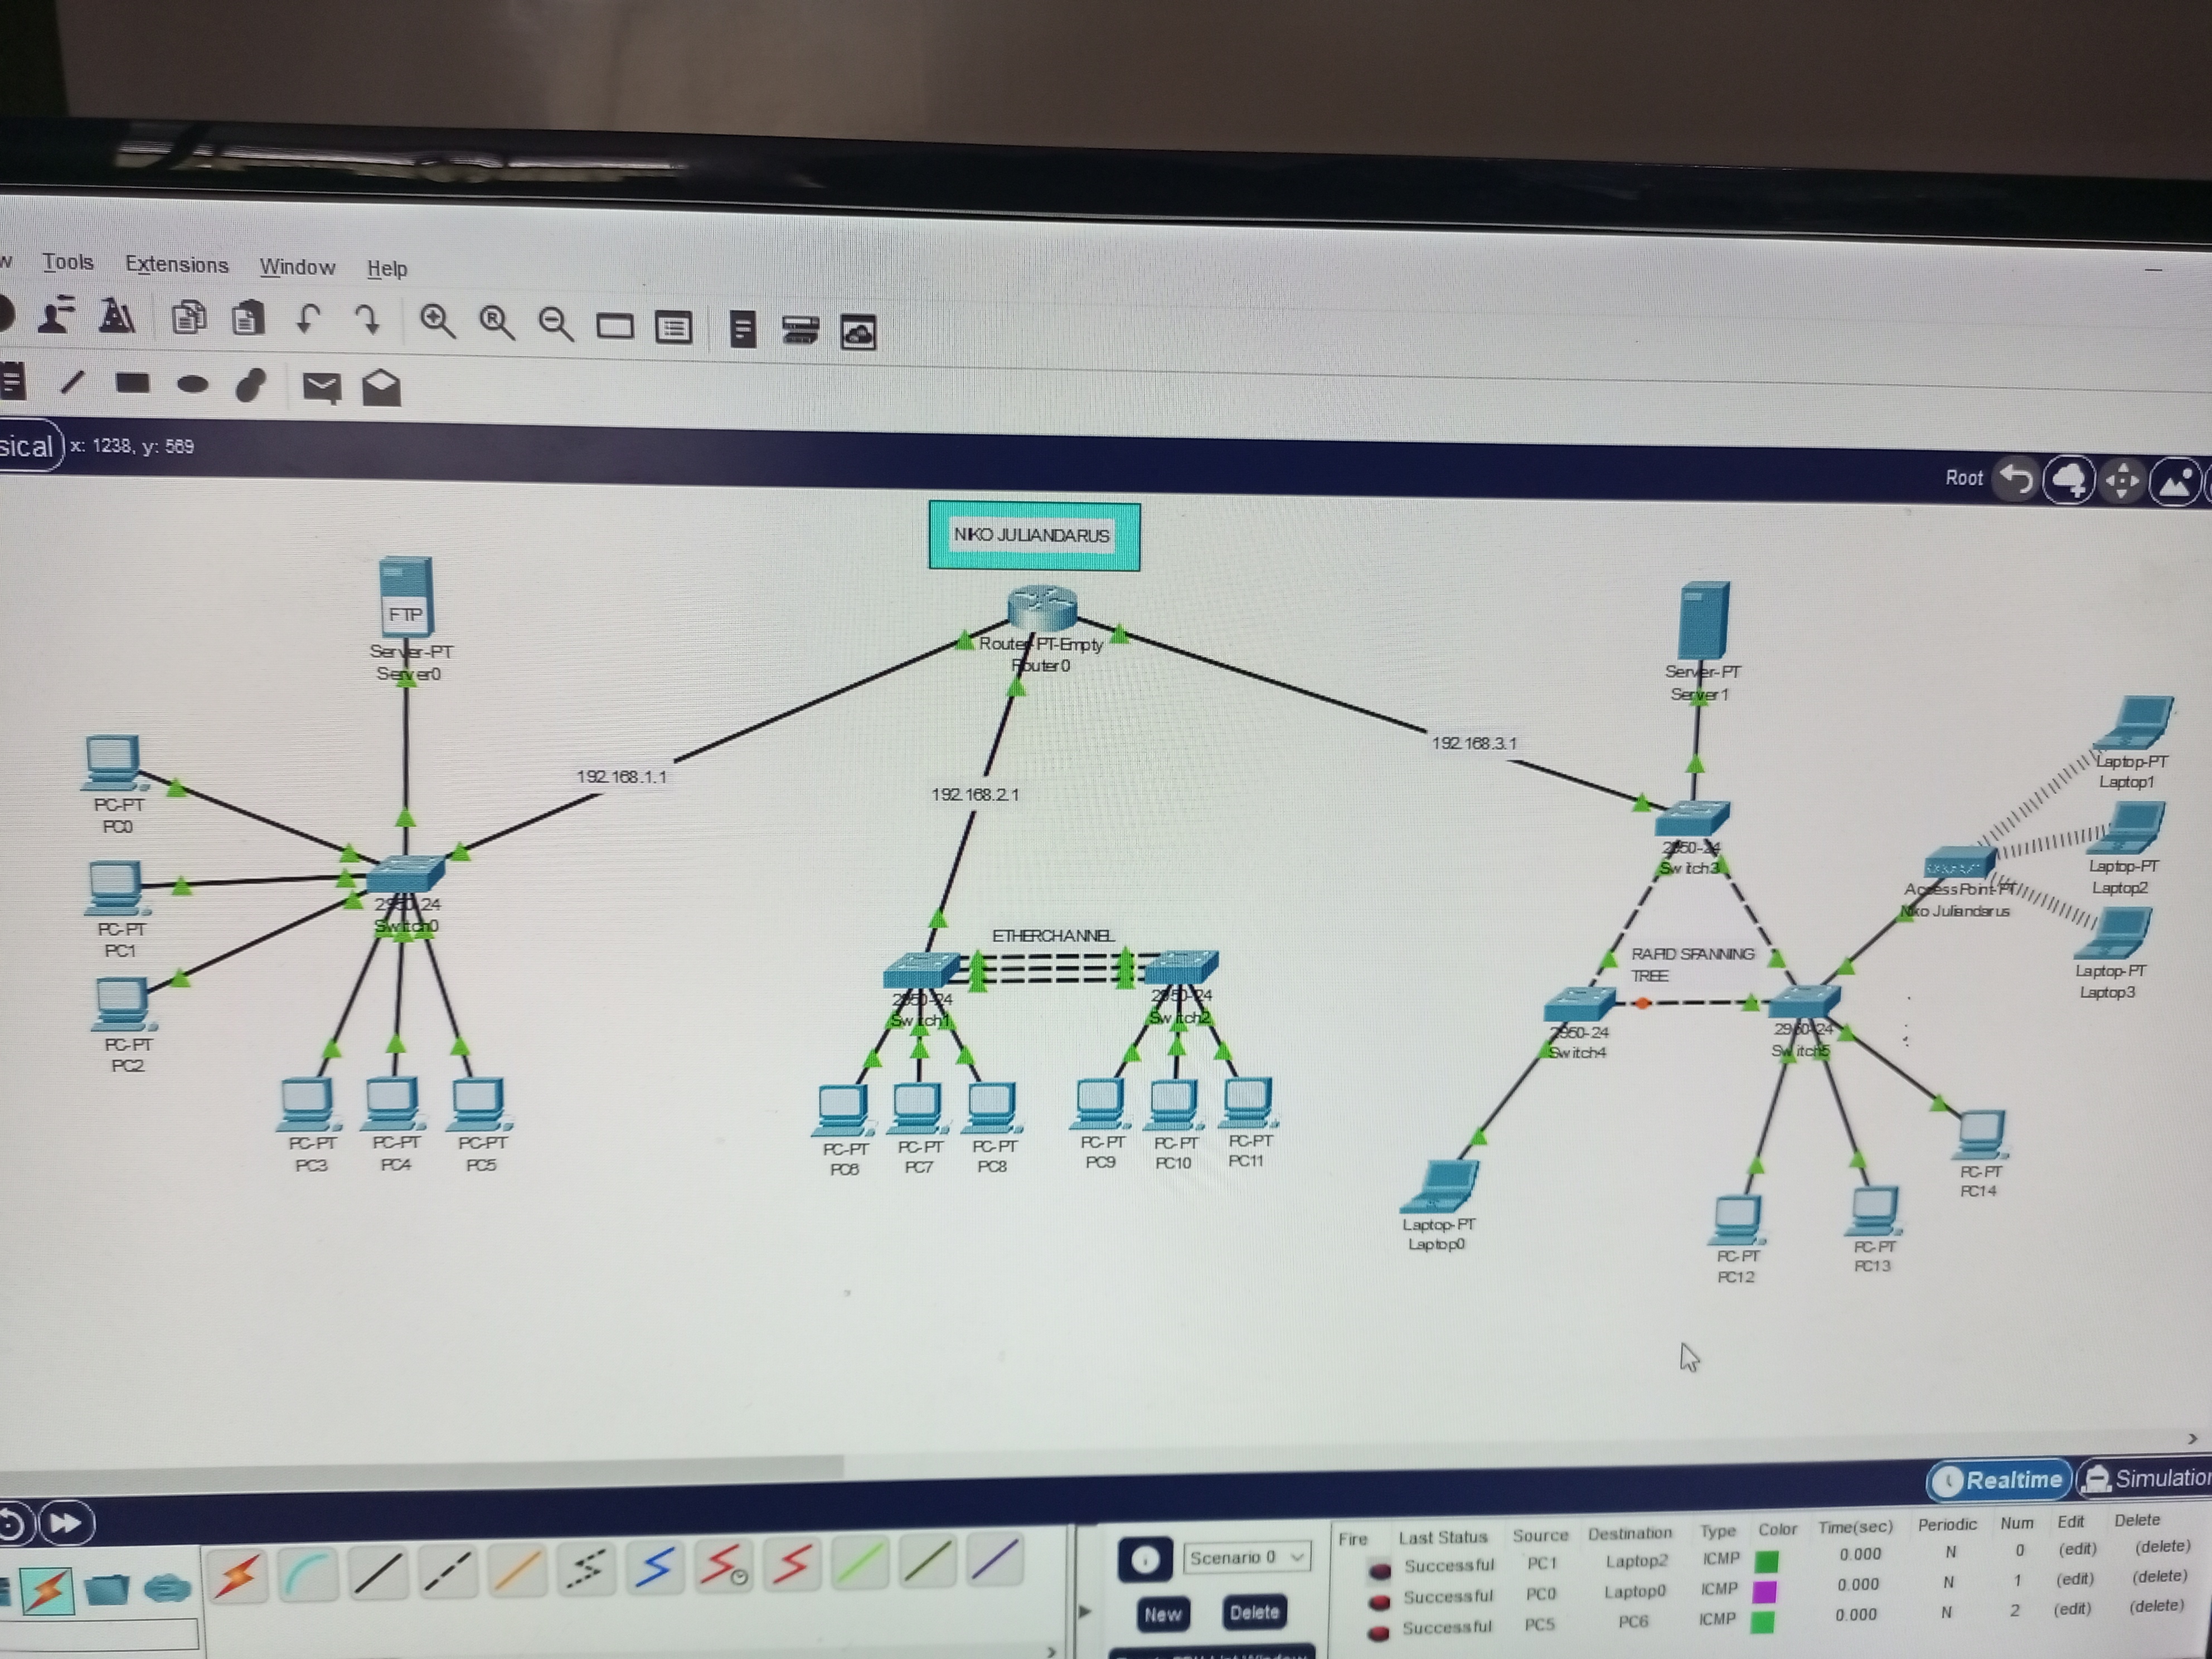 Tools Extensions Window Help
x: 1238, y: 569
Root
NIKO JULIANDARUS
FTP
Server-PT
Server0
Router-PT-Empty
Router0
Server-PT
Server1
192.168.1.1
192.168.2.1
192.168.3.1
PC-PT
PC0
PC-PT
PC1
PC-PT
PC2
2950-24
Switch0
PC-PT
PC3
PC-PT
PC4
PC-PT
PC5
ETHERCHANNEL
2950-24
Switch1
2950-24
Switch2
PC-PT
PC6
PC-PT
PC7
PC-PT
PC8
PC-PT
PC9
PC-PT
PC10
PC-PT
PC11
2950-24
Switch3
RAPID SPANNING
TREE
2950-24
Switch4
2950-24
Switch5
AccessPoint-PT
Niko Juliandarus
Laptop-PT
Laptop1
Laptop-PT
Laptop2
Laptop-PT
Laptop3
Laptop-PT
Laptop0
PC-PT
PC12
PC-PT
PC13
PC-PT
PC14
Realtime
Scenario 0
New Delete
Fire Last Status Source Destination Type Color Time(sec) Periodic Num Edit Delete
Successful PC1 Laptop2 ICMP 0.000 N 0 (edit) (delete)
Successful PC0 Laptop0 ICMP 0.000 N 1 (edit) (delete)
Successful PC5 PC6 ICMP 0.000 N 2 (edit) (delete)